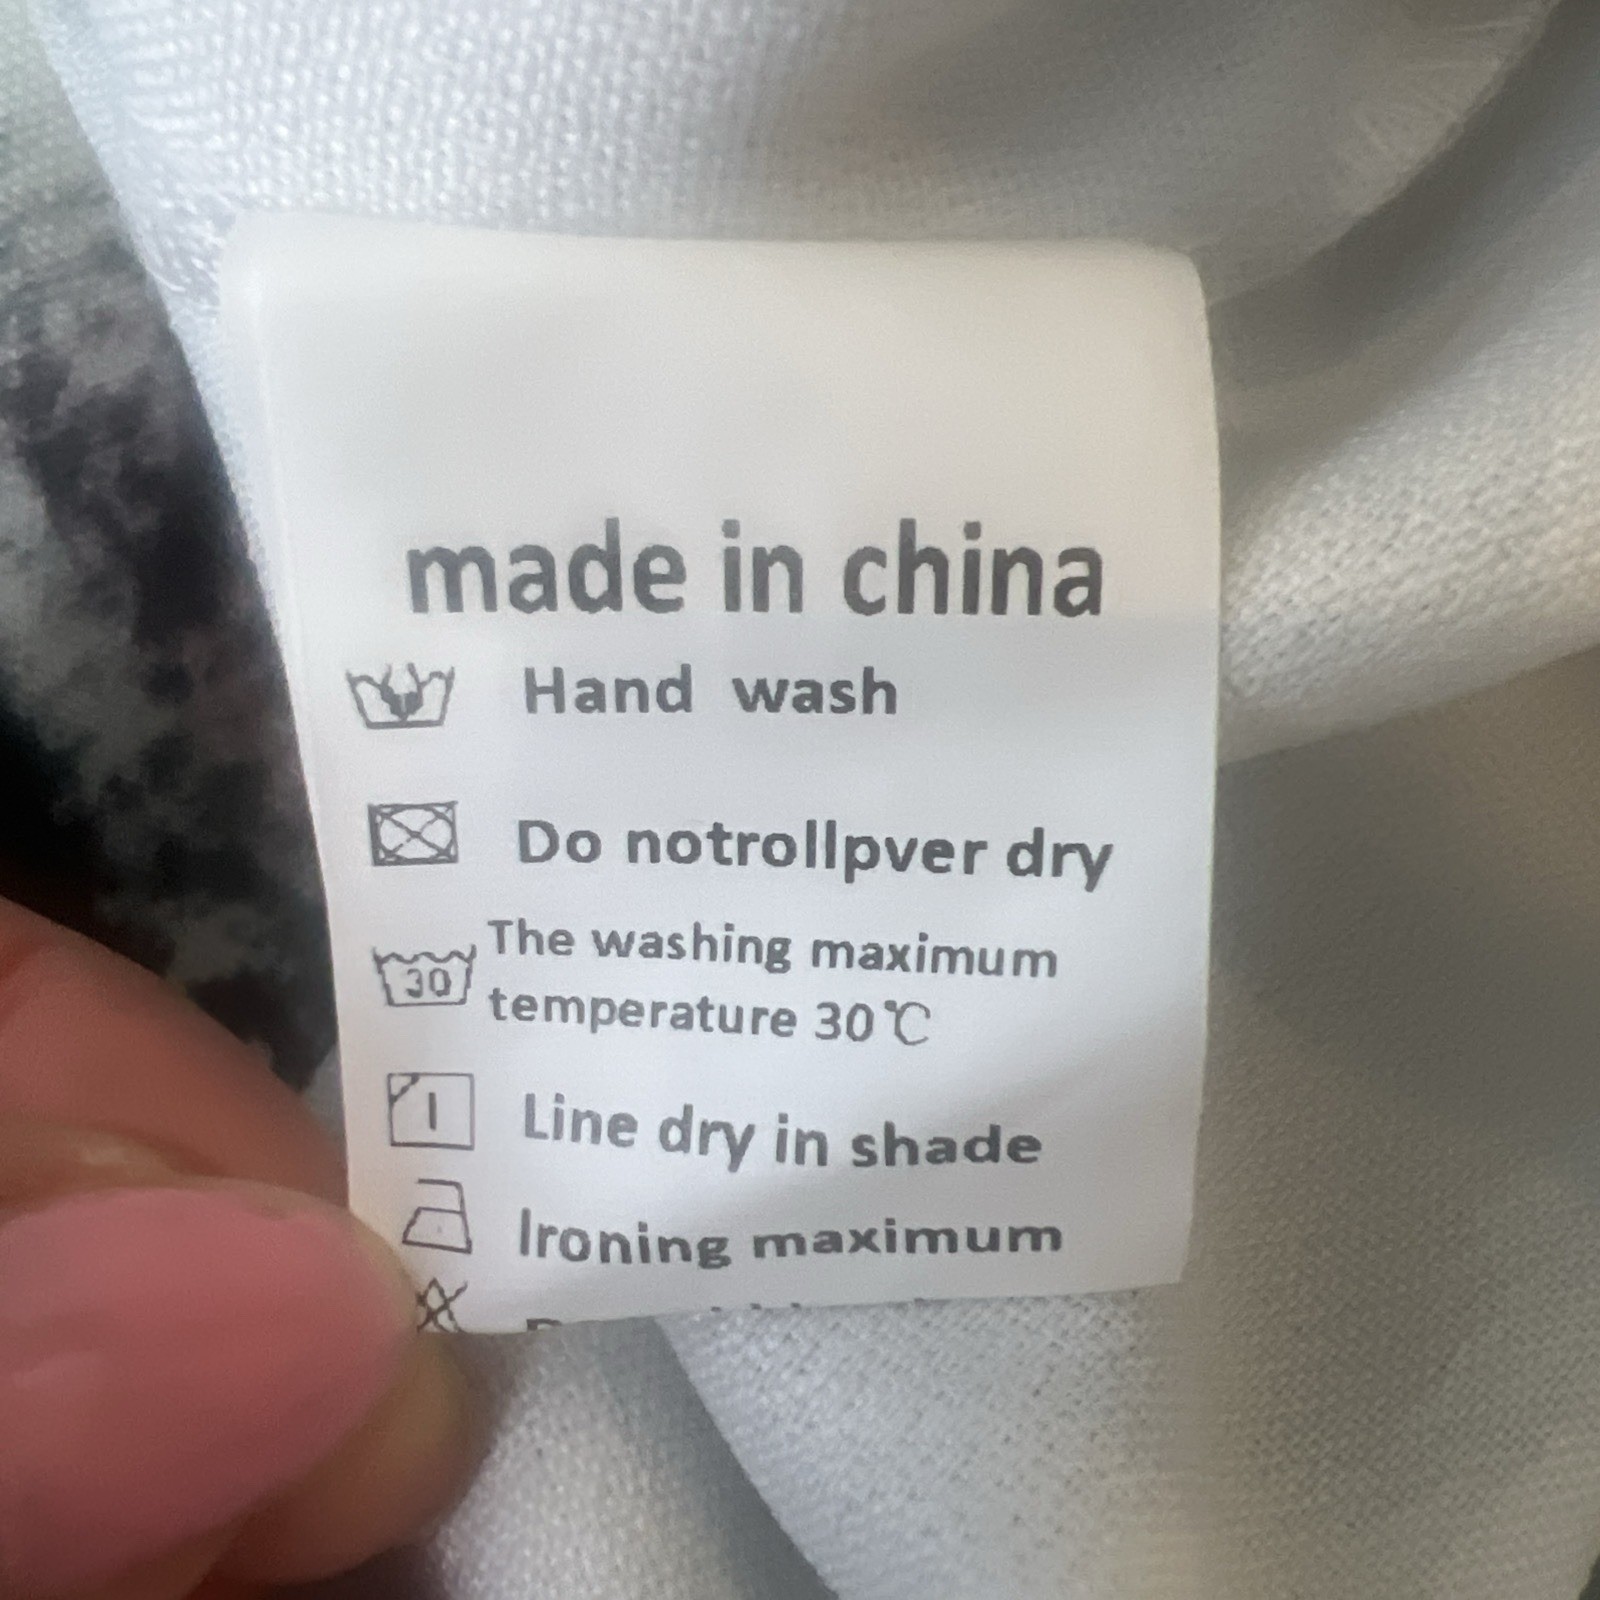 made in china
Hand wash
Do notrollpver dry
30 The washing maximum
temperature 30℃
Line dry in shade
Ironing maximum